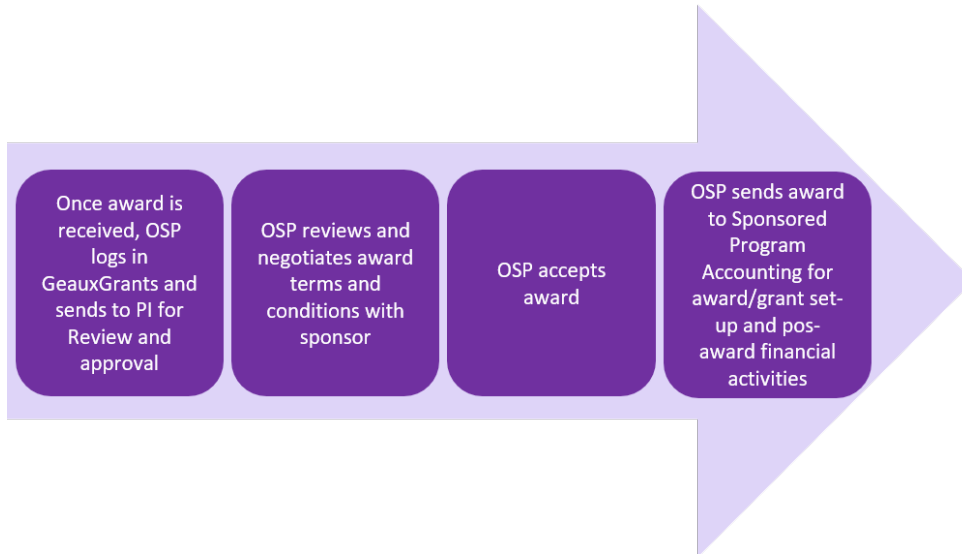 Once award is
received, OSP
logs in
GeauxGrants and
sends to PI for
Review and
approval
OSP reviews and
negotiates award
terms and
conditions with
sponsor
OSP accepts
award
OSP sends award
to Sponsored
Program
Accounting for
award/grant set-
up and pos-
award financial
activities